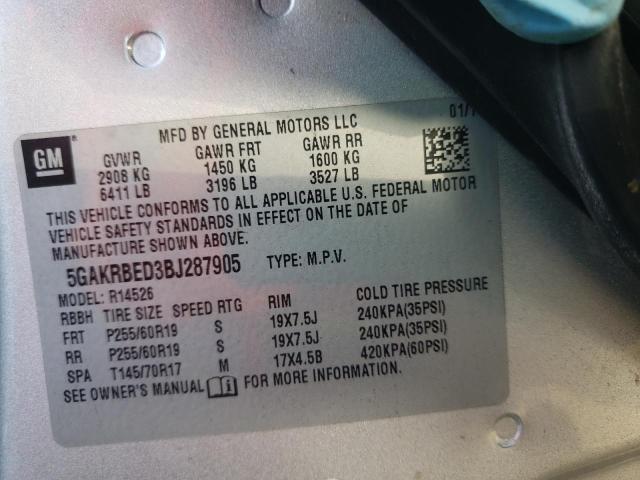 MFD BY GENERAL MOTORS LLC
GM
GVWR GAWR FRT GAWR RR
2908 KG 1450 KG 1600 KG
6411 LB 3196 LB 3527 LB
THIS VEHICLE CONFORMS TO ALL APPLICABLE U.S. FEDERAL MOTOR
VEHICLE SAFETY STANDARDS IN EFFECT ON THE DATE OF
MANUFACTURE SHOWN ABOVE.
5GAKRBED3BJ287905 TYPE: M.P.V.
MODEL: R14526
RBBH TIRE SIZE SPEED RTG RIM COLD TIRE PRESSURE
FRT P255/60R19 S 19X7.5J 240KPA(35PSI)
RR P255/60R19 S 19X7.5J 240KPA(35PSI)
SPA T145/70R17 M 17X4.5B 420KPA(60PSI)
SEE OWNER'S MANUAL FOR MORE INFORMATION.